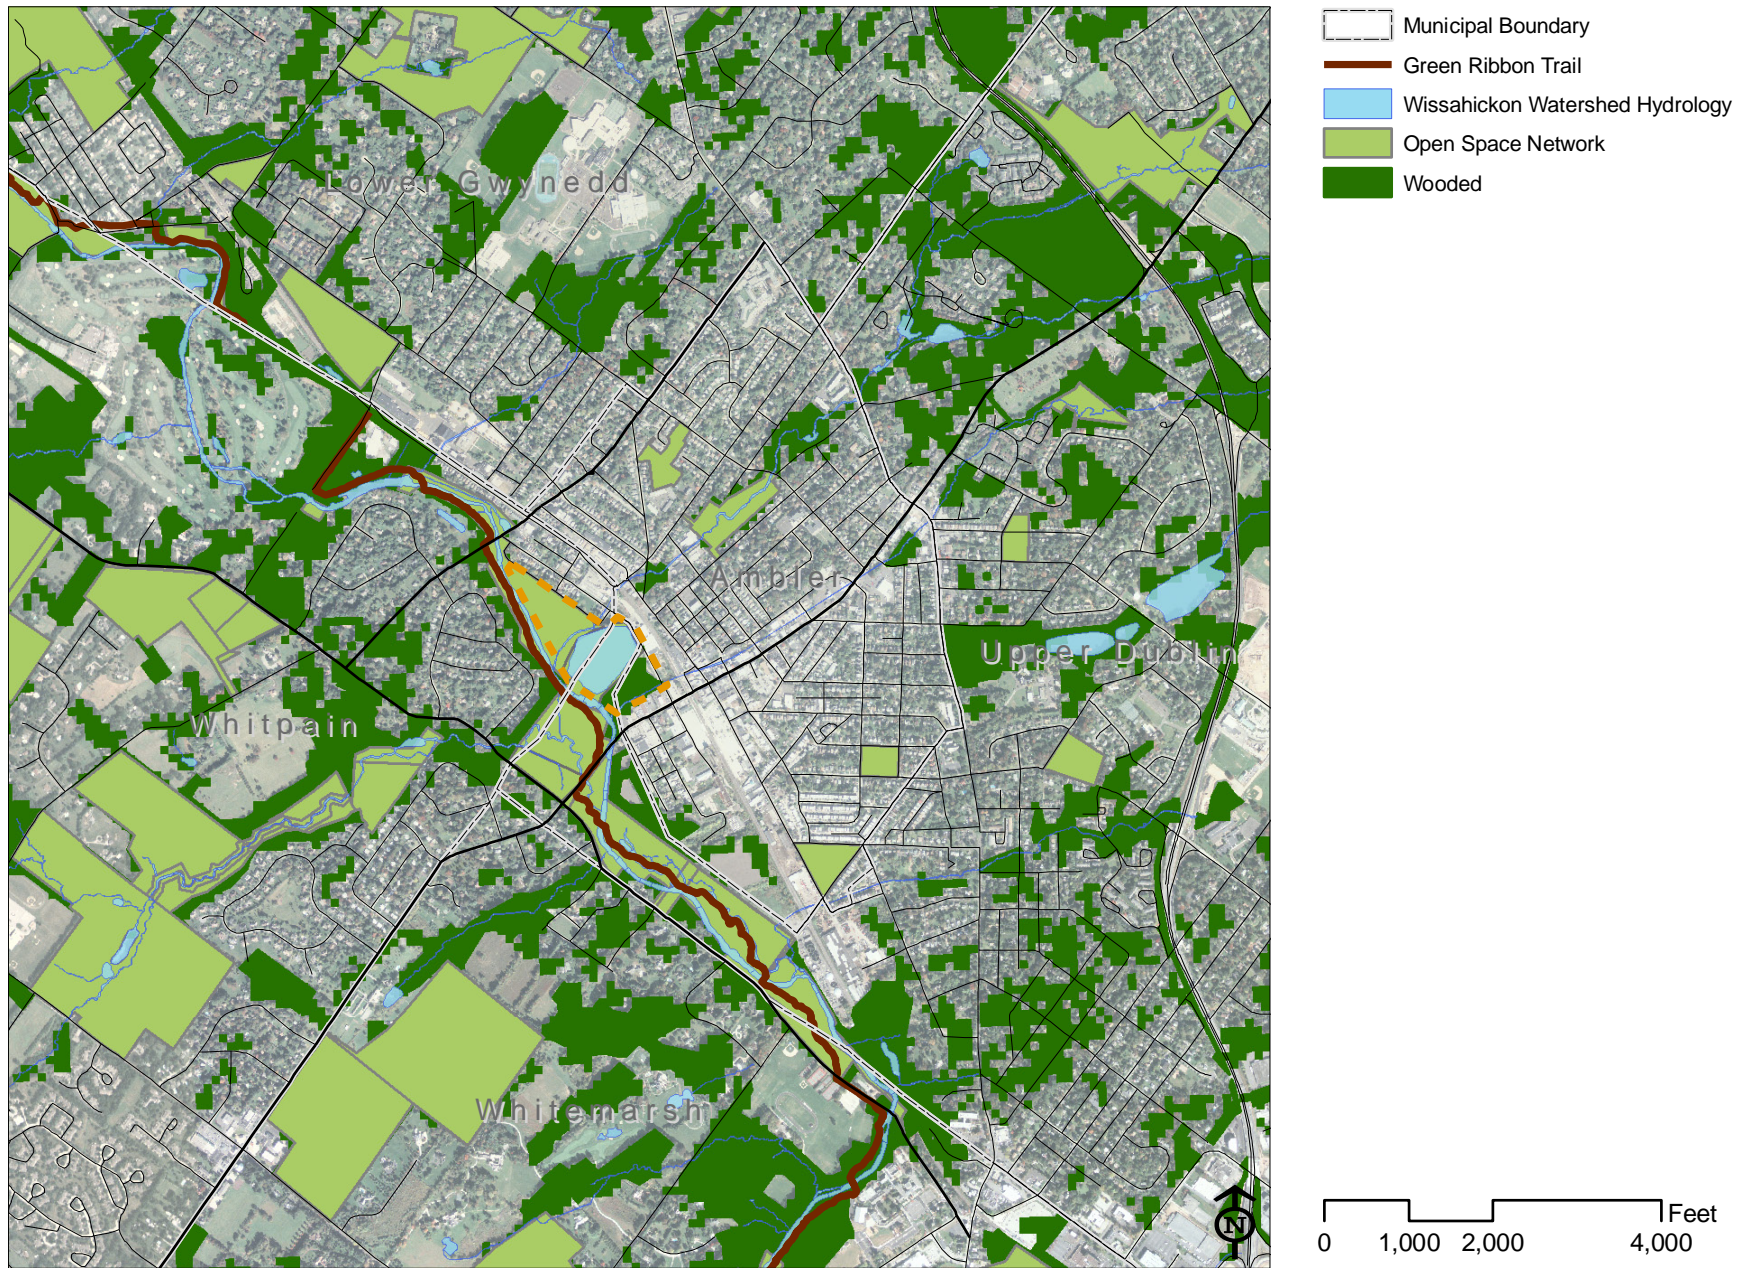 Municipal Boundary
Green Ribbon Trail
Wissahickon Watershed Hydrology
Open Space Network
Wooded
Lower Gwynedd
Ambler
Upper Dublin
Whitpain
Whitemarsh
N
Feet
0 1,000 2,000 4,000